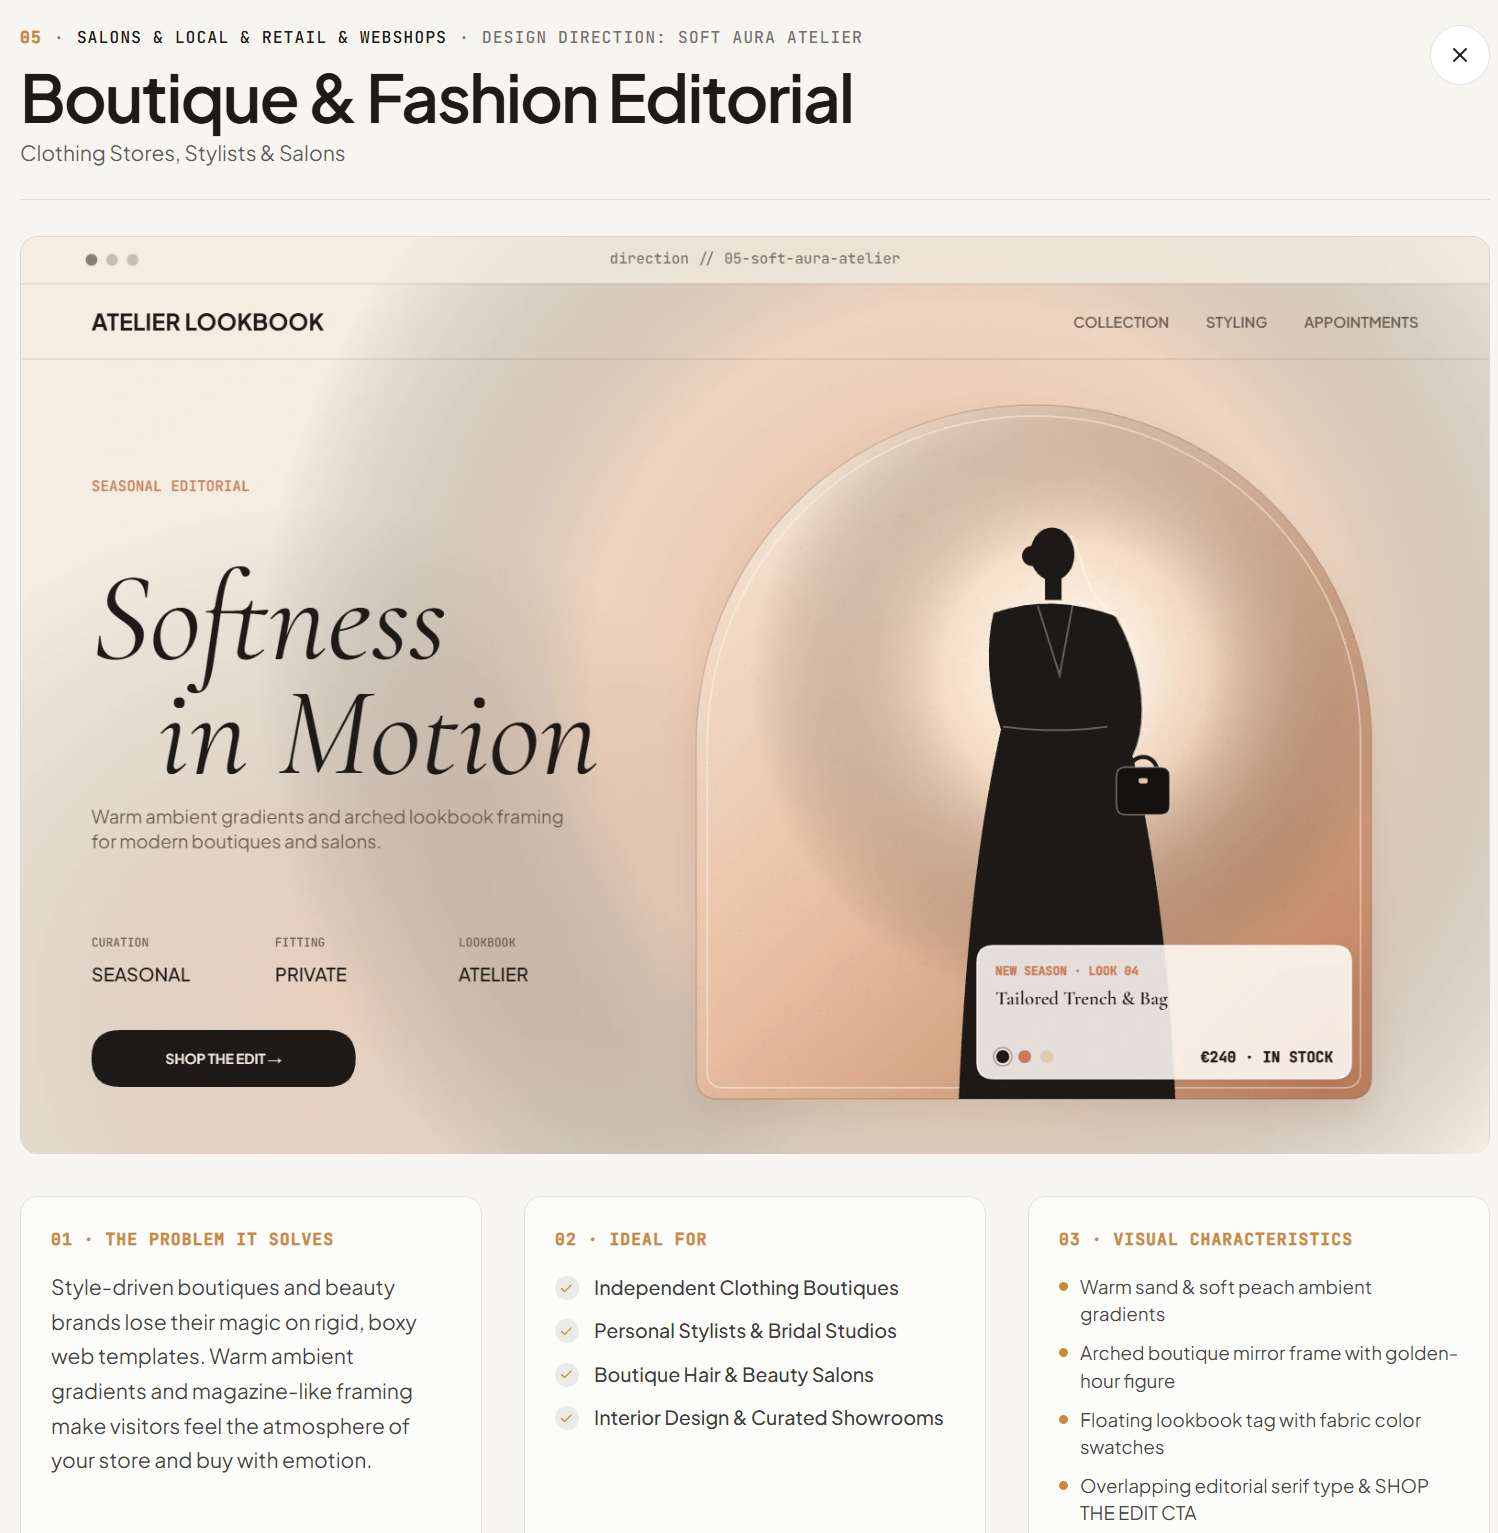 05 · SALONS & LOCAL & RETAIL & WEBSHOPS · DESIGN DIRECTION: SOFT AURA ATELIER
Boutique & Fashion Editorial
Clothing Stores, Stylists & Salons
direction // 05-soft-aura-atelier
ATELIER LOOKBOOK
COLLECTION STYLING APPOINTMENTS
SEASONAL EDITORIAL
Softness
in Motion
Warm ambient gradients and arched lookbook framing
for modern boutiques and salons.
CURATION FITTING LOOKBOOK
SEASONAL PRIVATE ATELIER
SHOP THE EDIT →
NEW SEASON · LOOK 04
Tailored Trench & Bag
€240 · IN STOCK
01 · THE PROBLEM IT SOLVES
Style-driven boutiques and beauty
brands lose their magic on rigid, boxy
web templates. Warm ambient
gradients and magazine-like framing
make visitors feel the atmosphere of
your store and buy with emotion.
02 · IDEAL FOR
Independent Clothing Boutiques
Personal Stylists & Bridal Studios
Boutique Hair & Beauty Salons
Interior Design & Curated Showrooms
03 · VISUAL CHARACTERISTICS
Warm sand & soft peach ambient
gradients
Arched boutique mirror frame with golden-
hour figure
Floating lookbook tag with fabric color
swatches
Overlapping editorial serif type & SHOP
THE EDIT CTA